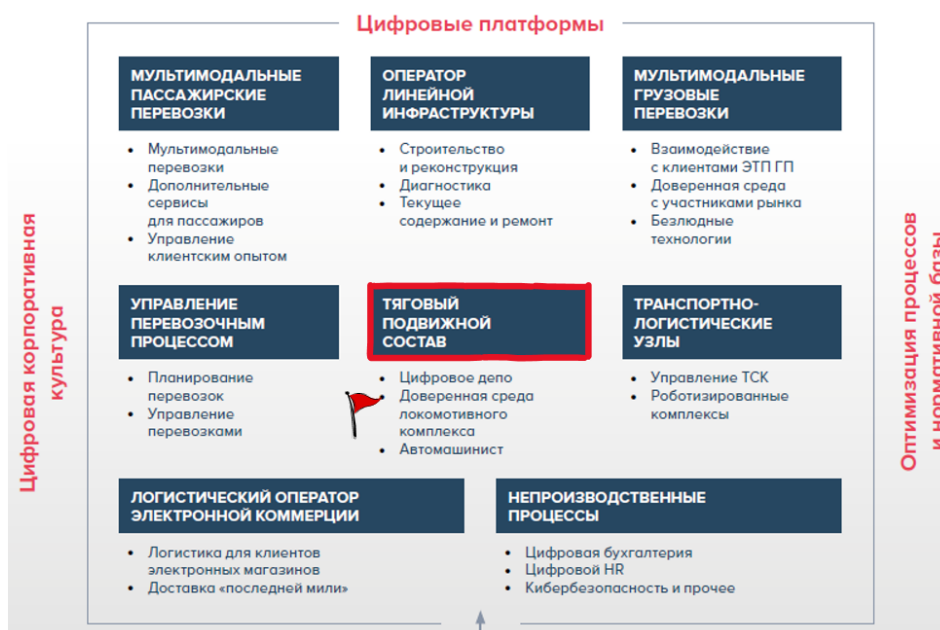 Цифровые платформы
Цифровая корпоративная
культура
МУЛЬТИМОДАЛЬНЫЕ
ПАССАЖИРСКИЕ
ПЕРЕВОЗКИ
• Мультимодальные
перевозки
• Дополнительные
сервисы
для пассажиров
• Управление
клиентским опытом
ОПЕРАТОР
ЛИНЕЙНОЙ
ИНФРАСТРУКТУРЫ
• Строительство
и реконструкция
• Диагностика
• Текущее
содержание и ремонт
МУЛЬТИМОДАЛЬНЫЕ
ГРУЗОВЫЕ
ПЕРЕВОЗКИ
• Взаимодействие
с клиентами ЭТП ГП
• Доверенная среда
с участниками рынка
• Безлюдные
технологии
УПРАВЛЕНИЕ
ПЕРЕВОЗОЧНЫМ
ПРОЦЕССОМ
• Планирование
перевозок
• Управление
перевозками
ТЯГОВЫЙ
ПОДВИЖНОЙ
СОСТАВ
• Цифровое депо
• Доверенная среда
локомотивного
комплекса
• Автомашинист
ТРАНСПОРТНО-
ЛОГИСТИЧЕСКИЕ
УЗЛЫ
• Управление ТСК
• Роботизированные
комплексы
ЛОГИСТИЧЕСКИЙ ОПЕРАТОР
ЭЛЕКТРОННОЙ КОММЕРЦИИ
• Логистика для клиентов
электронных магазинов
• Доставка «последней мили»
НЕПРОИЗВОДСТВЕННЫЕ
ПРОЦЕССЫ
• Цифровая бухгалтерия
• Цифровой HR
• Кибербезопасность и прочее
Оптимизация процессов
и нормативной базы